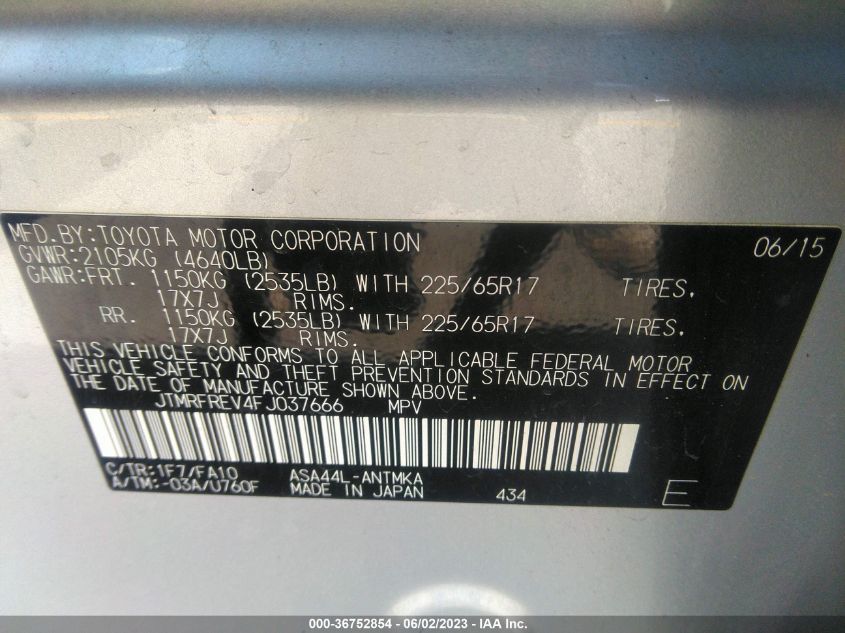 MFD.BY:TOYOTA MOTOR CORPORATION 06/15
GVWR:2105KG (4640LB)
GAWR:FRT. 1150KG (2535LB) WITH 225/65R17 TIRES,
17X7J RIMS.
RR. 1150KG (2535LB) WITH 225/65R17 TIRES,
17X7J RIMS.
THIS VEHICLE CONFORMS TO ALL APPLICABLE FEDERAL MOTOR
VEHICLE SAFETY AND THEFT PREVENTION STANDARDS IN EFFECT ON
THE DATE OF MANUFACTURE SHOWN ABOVE.
JTMRFREV4FJ037666 MPV
C/TR:1F7/FA10 ASA44L-ANTMKA
A/TM:-03A/U760F MADE IN JAPAN 434 E
000-36752854 - 06/02/2023 - IAA Inc.